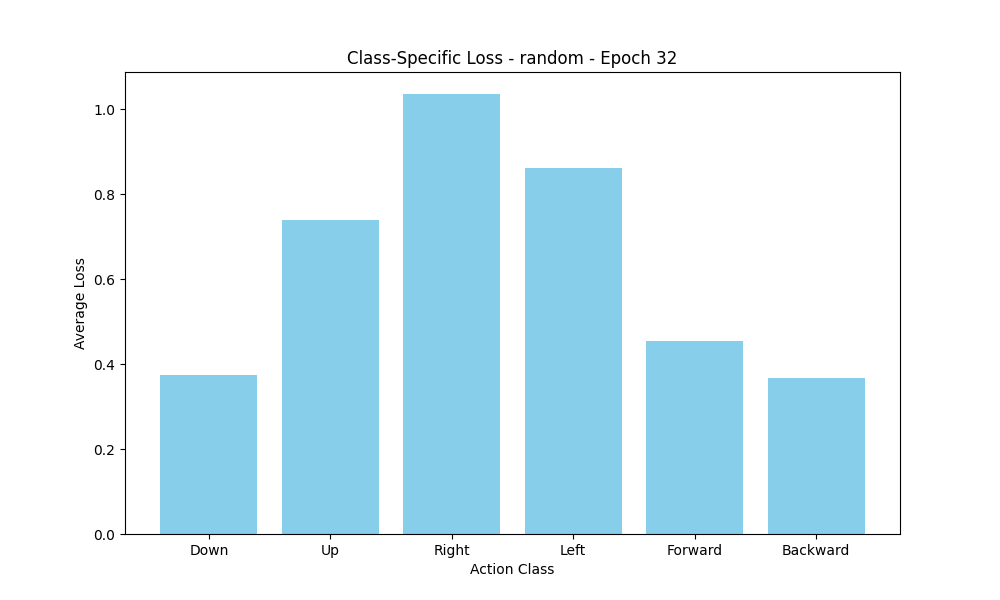 Class-Specific Loss - random - Epoch 32
Average Loss
1.0
0.8
0.6
0.4
0.2
0.0
Down Up Right Left Forward Backward
Action Class